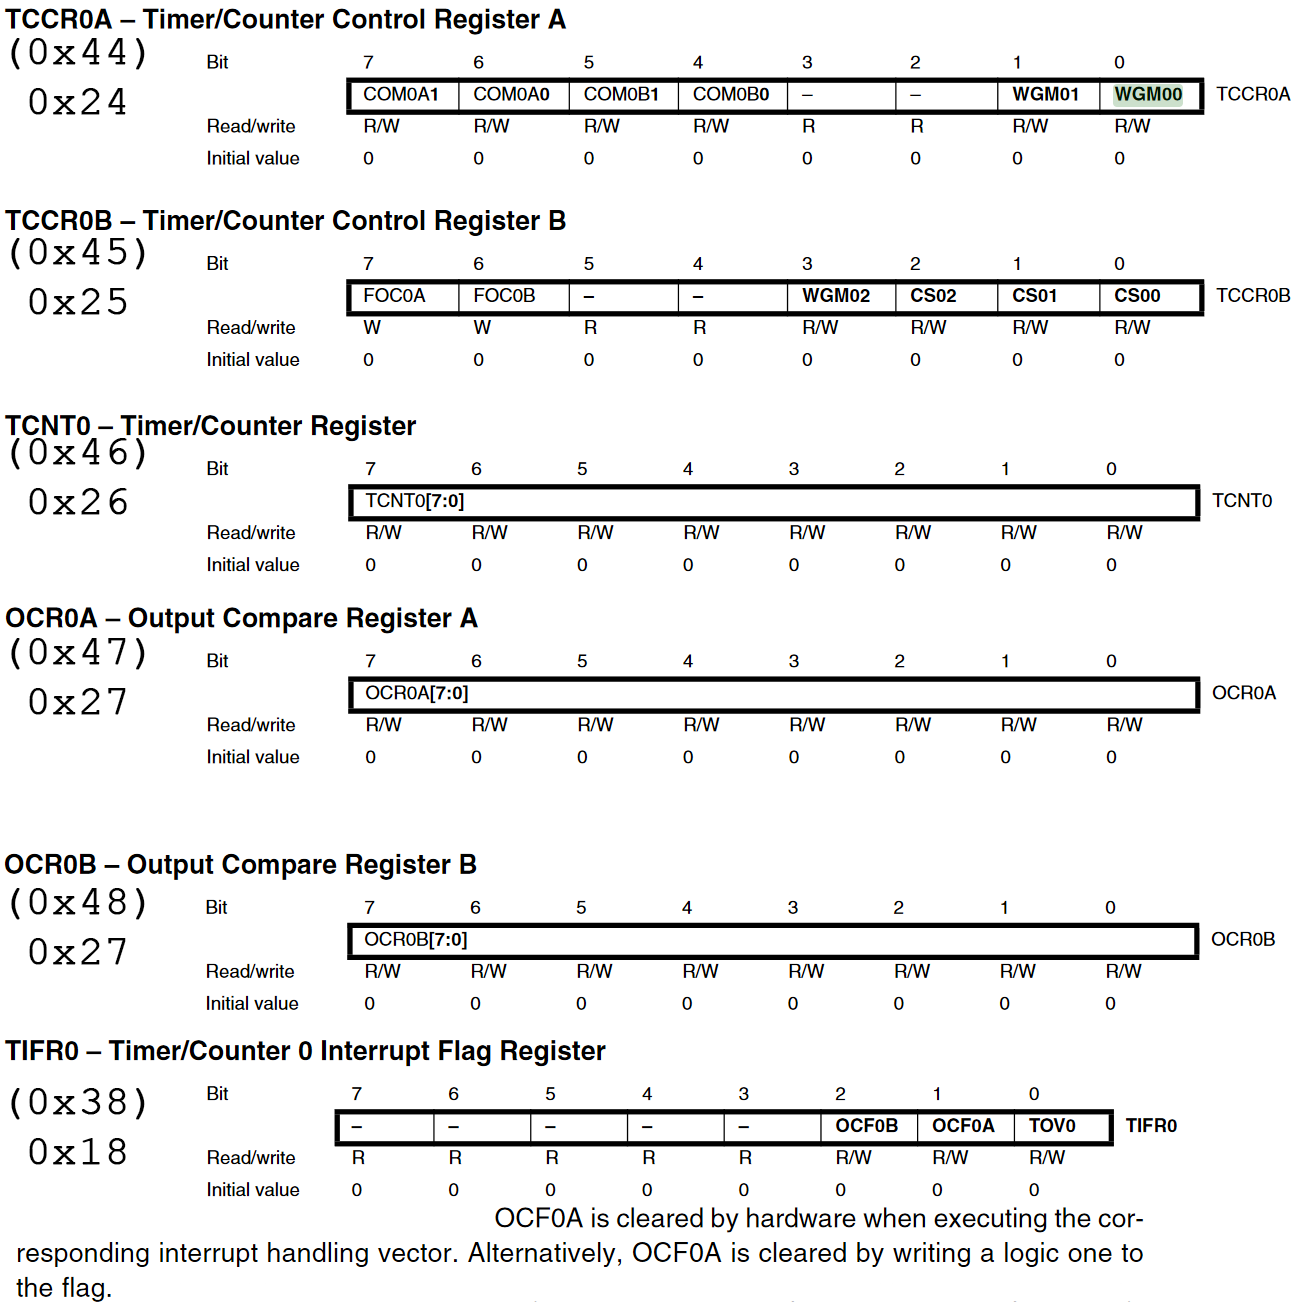 TCCR0A – Timer/Counter Control Register A
(0x44)
0x24
Bit 7 6 5 4 3 2 1 0
COM0A1 COM0A0 COM0B1 COM0B0 – – WGM01 WGM00 TCCR0A
Read/write R/W R/W R/W R/W R R R/W R/W
Initial value 0 0 0 0 0 0 0 0
TCCR0B – Timer/Counter Control Register B
(0x45)
0x25
Bit 7 6 5 4 3 2 1 0
FOC0A FOC0B – – WGM02 CS02 CS01 CS00 TCCR0B
Read/write W W R R R/W R/W R/W R/W
Initial value 0 0 0 0 0 0 0 0
TCNT0 – Timer/Counter Register
(0x46)
0x26
Bit 7 6 5 4 3 2 1 0
TCNT0[7:0] TCNT0
Read/write R/W R/W R/W R/W R/W R/W R/W R/W
Initial value 0 0 0 0 0 0 0 0
OCR0A – Output Compare Register A
(0x47)
0x27
Bit 7 6 5 4 3 2 1 0
OCR0A[7:0] OCR0A
Read/write R/W R/W R/W R/W R/W R/W R/W R/W
Initial value 0 0 0 0 0 0 0 0
OCR0B – Output Compare Register B
(0x48)
0x27
Bit 7 6 5 4 3 2 1 0
OCR0B[7:0] OCR0B
Read/write R/W R/W R/W R/W R/W R/W R/W R/W
Initial value 0 0 0 0 0 0 0 0
TIFR0 – Timer/Counter 0 Interrupt Flag Register
(0x38)
0x18
Bit 7 6 5 4 3 2 1 0
– – – – – OCF0B OCF0A TOV0 TIFR0
Read/write R R R R R R/W R/W R/W
Initial value 0 0 0 0 0 0 0 0
OCF0A is cleared by hardware when executing the cor-
responding interrupt handling vector. Alternatively, OCF0A is cleared by writing a logic one to
the flag.